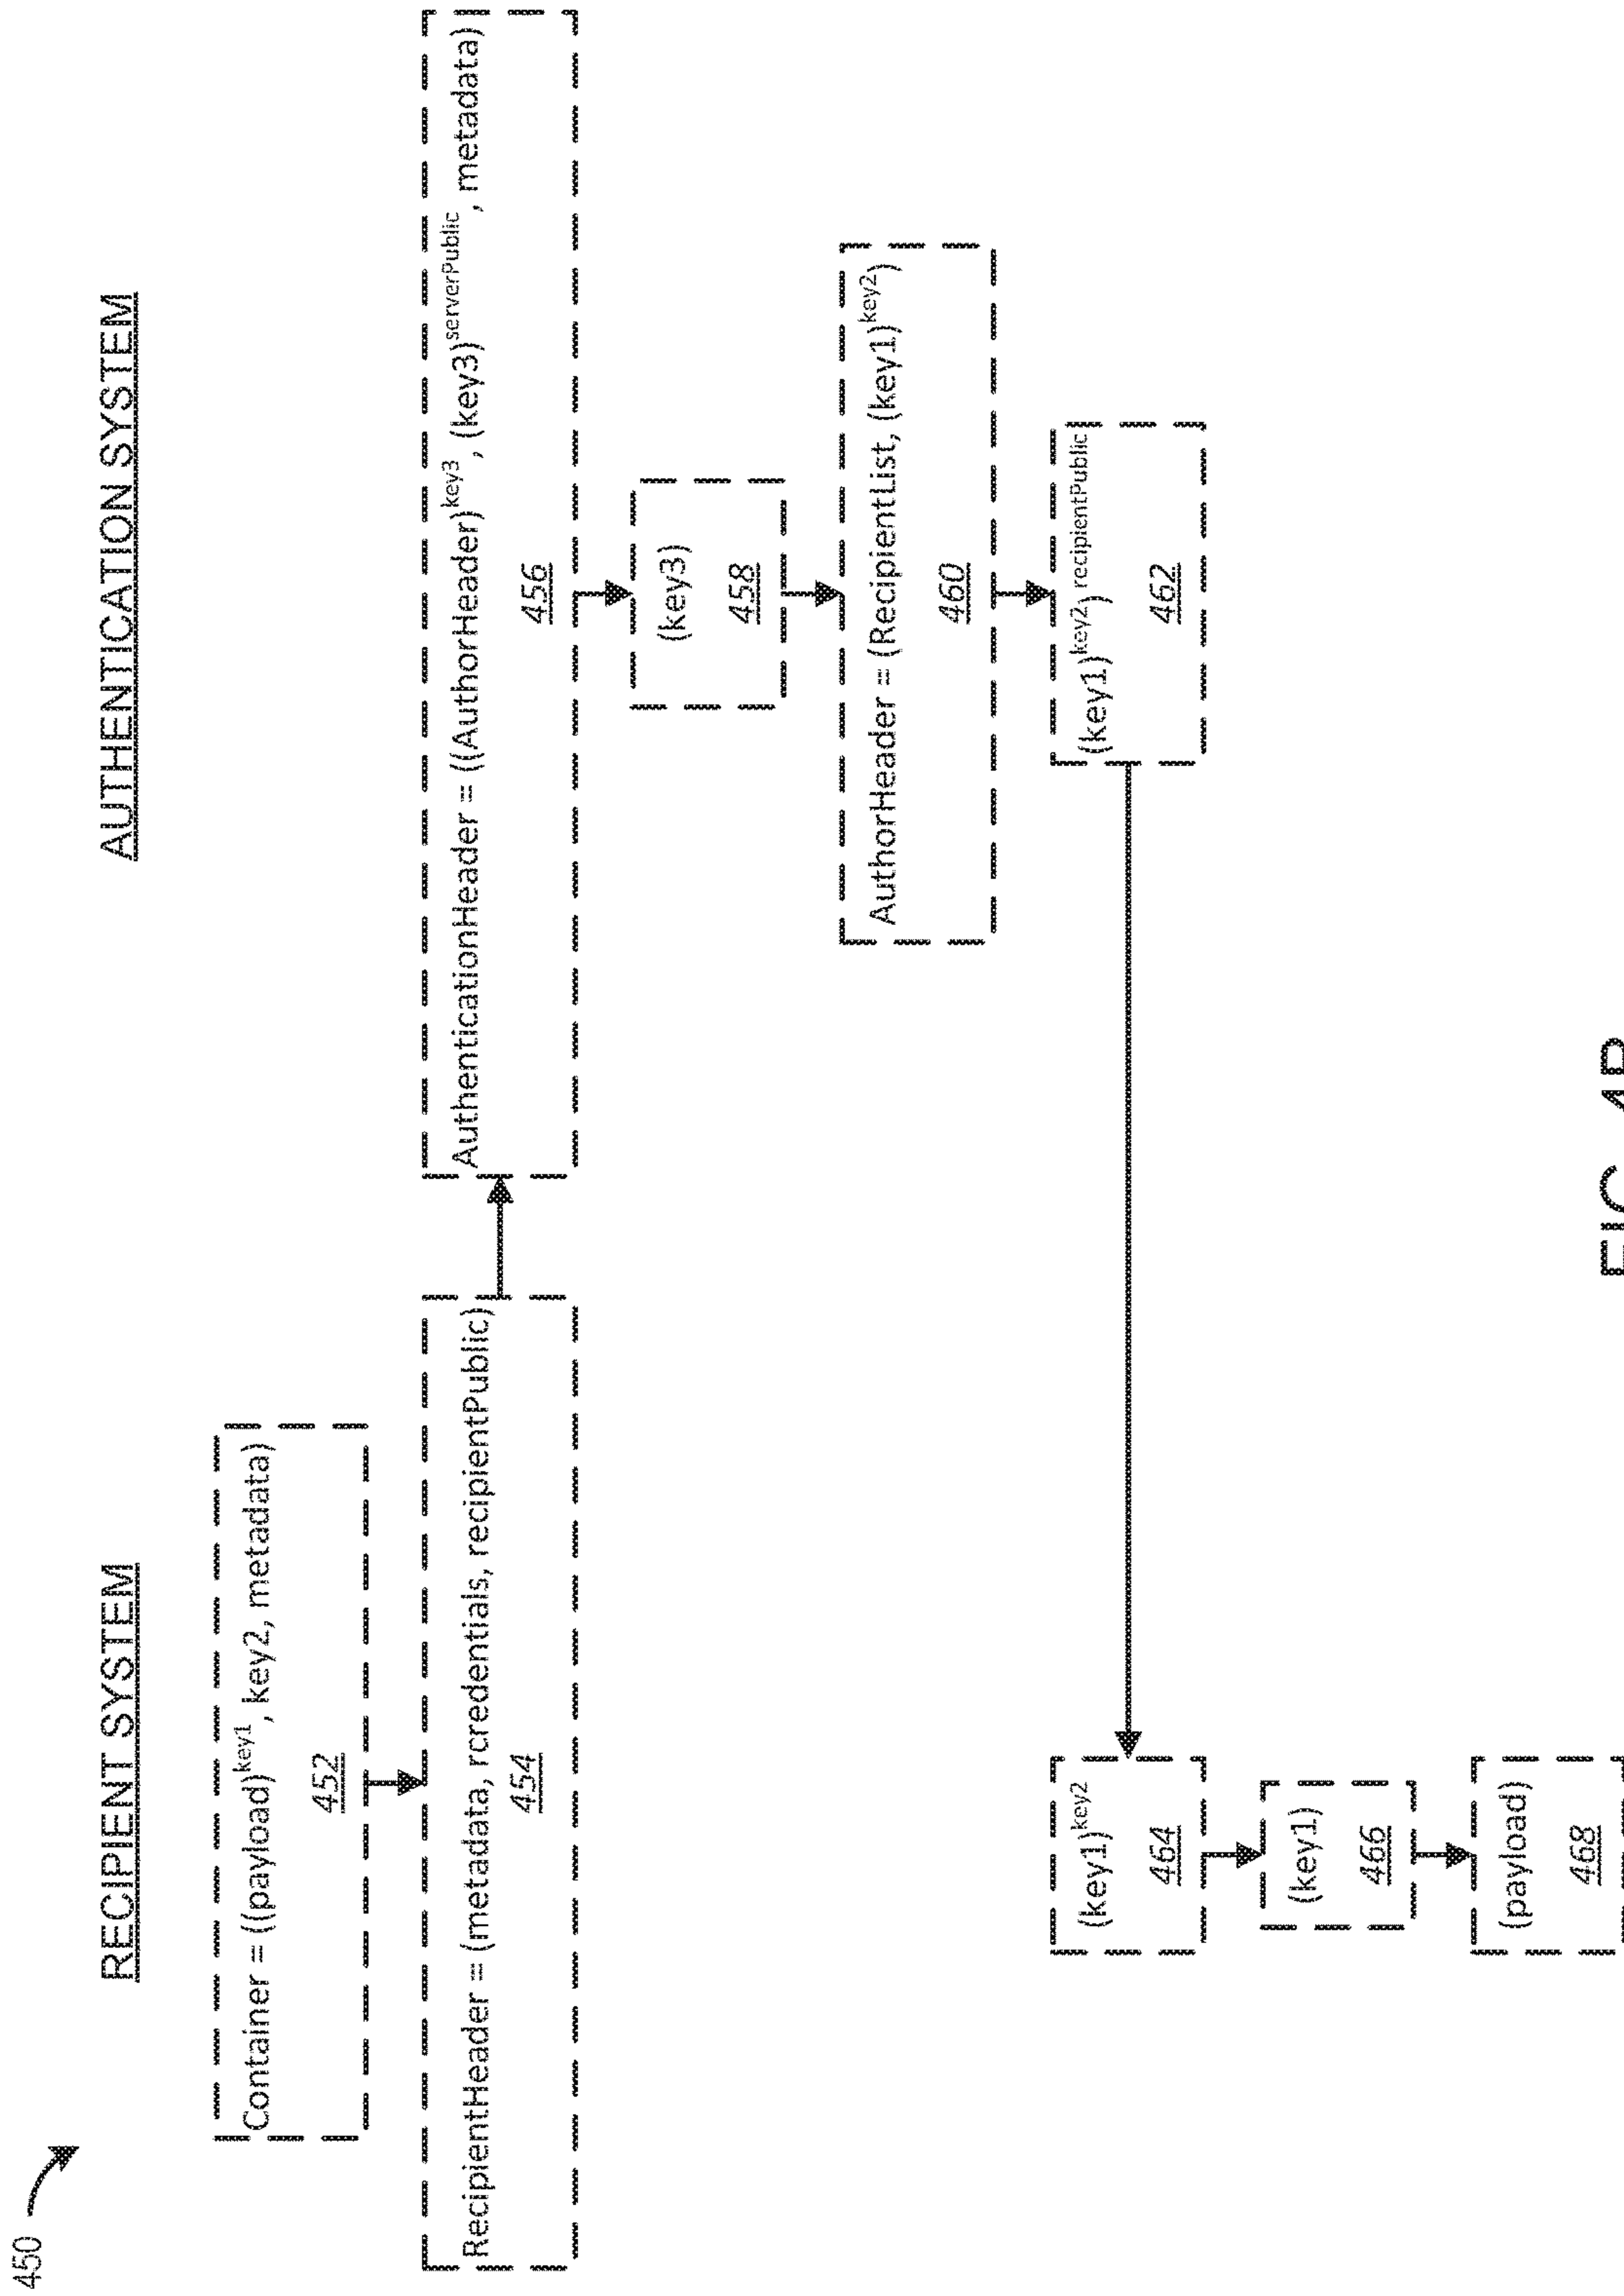 450
RECIPIENT SYSTEM
AUTHENTICATION SYSTEM
Container = ((payload)^key1, key2, metadata)
452
RecipientHeader = (metadata, rcredentials, recipientPublic)
454
AuthenticationHeader = ((AuthorHeader)^key3, (key3)^serverPublic, metadata)
456
(key3)
458
AuthorHeader = (RecipientList, (key1)^key2)
460
(key1)^key2) recipientPublic
462
(key1)^key2
464
(key1)
466
(payload)
468
FIG. 4B